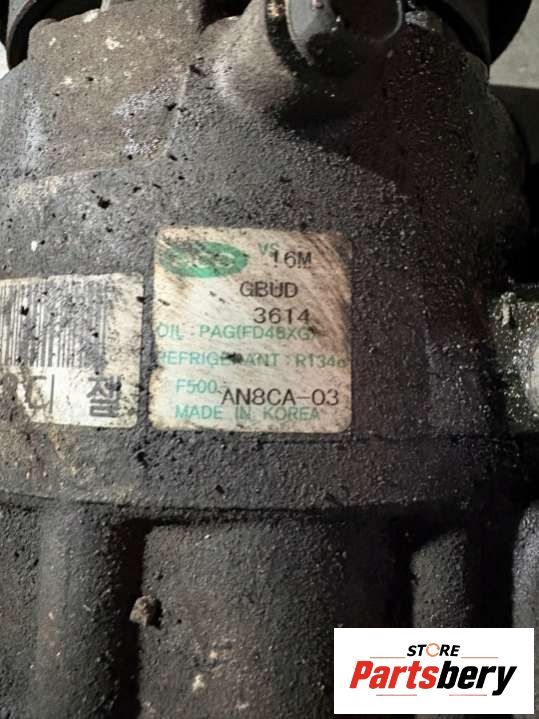 VS 16M
GBUD
3614
OIL : PAG(FD46XG)
REFRIGERANT : R134a
F500- AN8CA-03
MADE IN KOREA
STORE
Partsbery